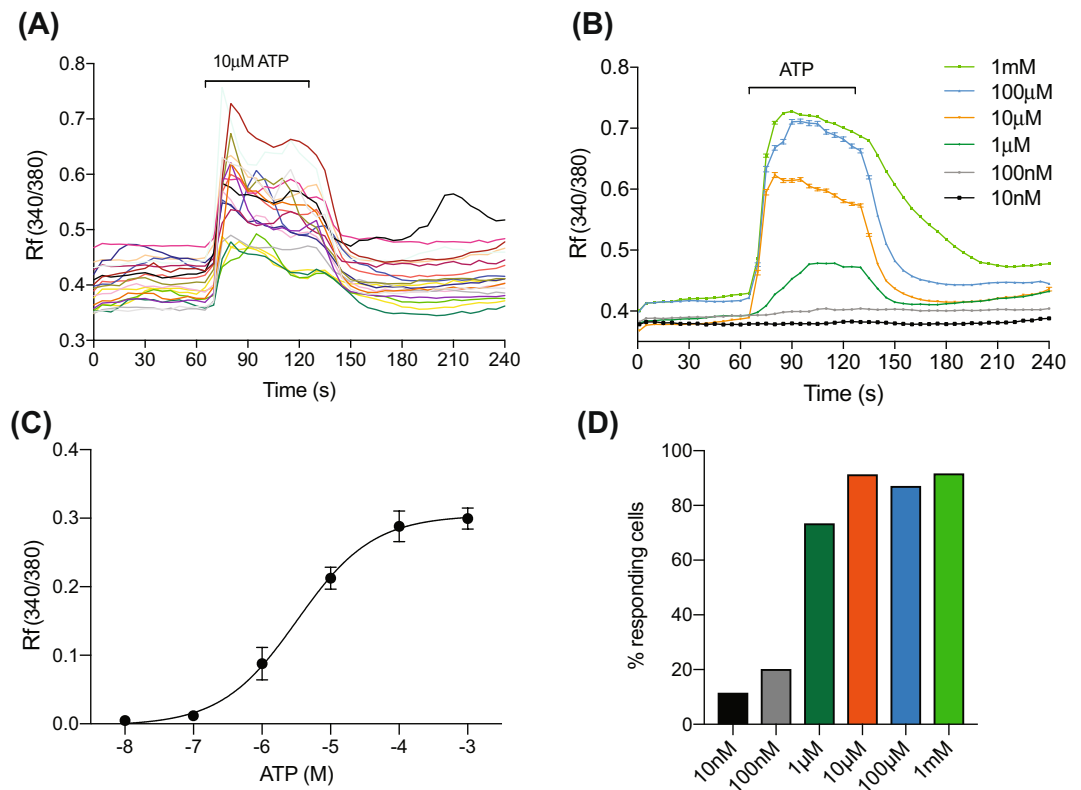 (A)
10μM ATP
0.8
0.7
0.6
0.5
0.4
0.3
Rf (340/380)
0 30 60 90 120 150 180 210 240
Time (s)
(B)
ATP
1mM
100μM
10μM
1μM
100nM
10nM
0.8
0.7
0.6
0.5
0.4
Rf (340/380)
0 30 60 90 120 150 180 210 240
Time (s)
(C)
0.4
0.3
0.2
0.1
0.0
Rf (340/380)
-8 -7 -6 -5 -4 -3
ATP (M)
(D)
100
80
60
40
20
0
% responding cells
10nM 100nM 1μM 10μM 100μM 1mM